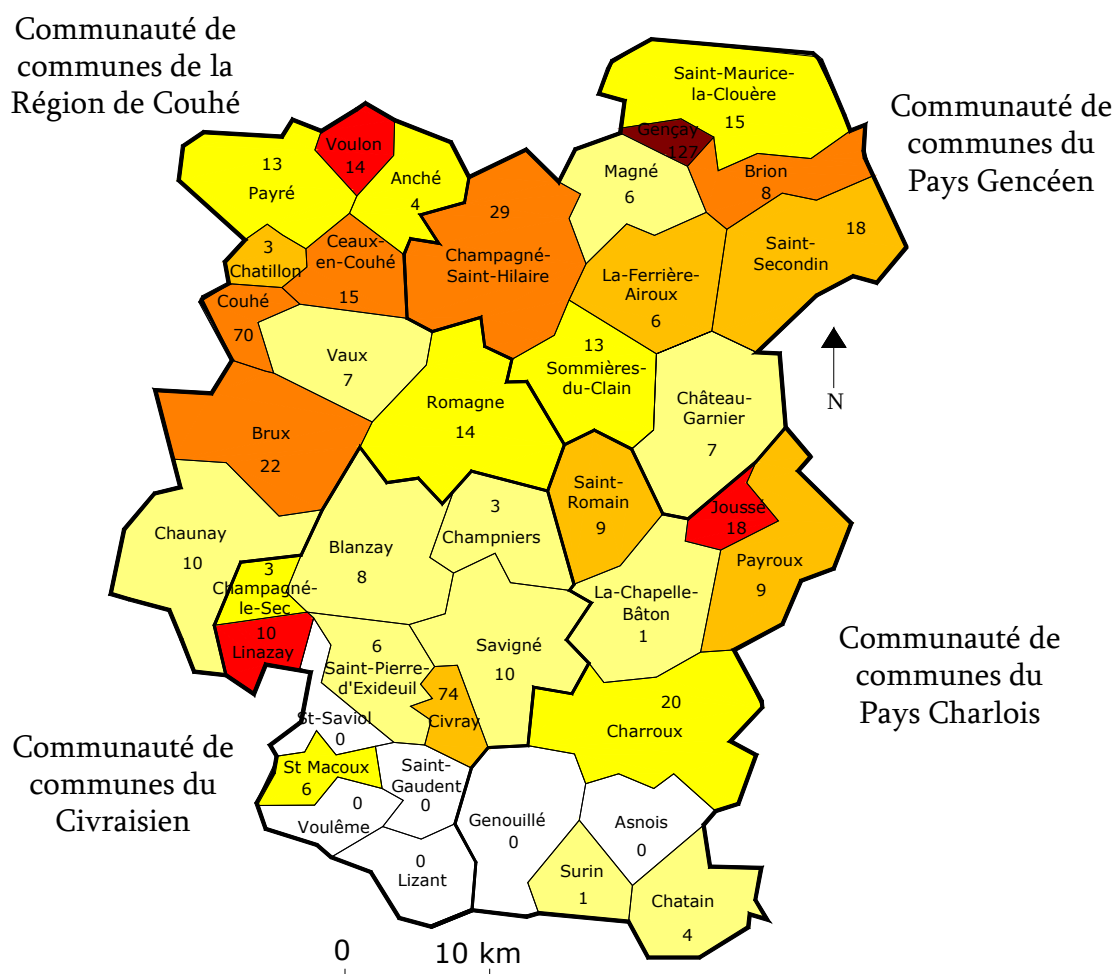 Communauté de
communes de la
Région de Couhé
Communauté de
communes du
Pays Gencéen
Saint-Maurice-
la-Clouère
15
Gençay
127
Voulon
14
13
Payré
Anché
4
Magné
6
Brion
8
29
Champagné-
Saint-Hilaire
18
Saint-
Secondin
3
Chatillon
Ceaux-
en-Couhé
15
La-Ferrière-
Airoux
6
Couhé
70
Vaux
7
13
Sommières-
du-Clain
N
Romagne
14
Château-
Garnier
7
Brux
22
Saint-
Romain
9
Joussé
18
3
Champniers
Chaunay
10
Blanzay
8
Payroux
9
3
Champagné-
le-Sec
La-Chapelle-
Bâton
1
10
Linazay
6
Saint-Pierre-
d'Exideuil
Savigné
10
74
Civray
Communauté de
communes du
Pays Charlois
20
Charroux
St-Saviol
0
Communauté de
communes du
Civraisien
St Macoux
6
Saint-
Gaudent
0
0
Voulême
Genouillé
0
Asnois
0
0
Lizant
Surin
1
Chatain
4
0
10 km